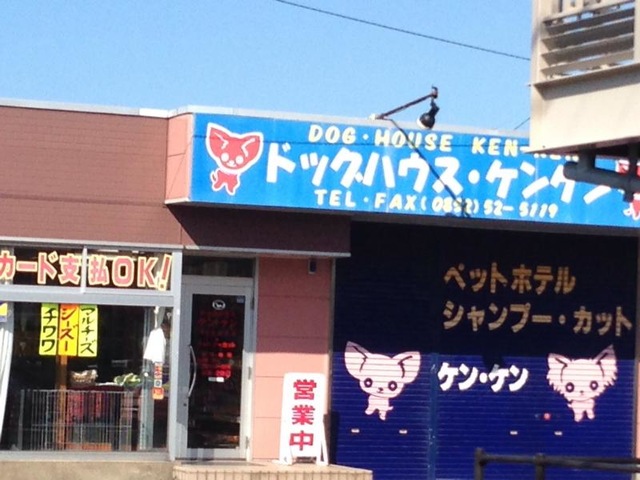 DOG・HOUSE KEN-KEN
ドッグハウス・ケンケン
TEL・FAX(0852)52-5119
カード支払OK!
ペットホテル
シャンプー・カット
マルチーズ
シーズー
チワワ
ケン・ケン
営業中